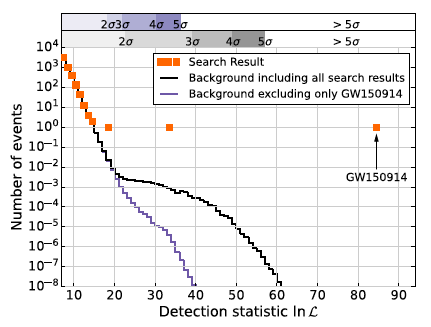 2σ3σ 4σ 5σ > 5σ
2σ 3σ 4σ 5σ > 5σ
Search Result
Background including all search results
Background excluding only GW150914
GW150914
Number of events
10⁴
10³
10²
10¹
10⁰
10⁻¹
10⁻²
10⁻³
10⁻⁴
10⁻⁵
10⁻⁶
10⁻⁷
10⁻⁸
10 20 30 40 50 60 70 80 90
Detection statistic ln ℒ